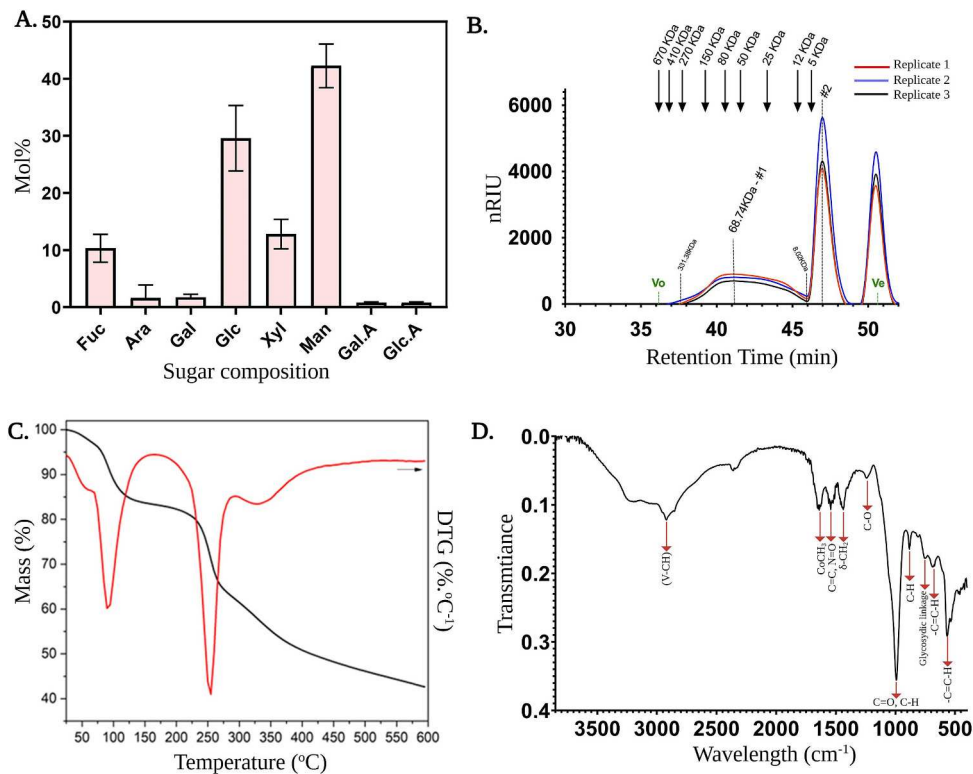 A.
50
40
30
20
10
0
Mol%
Fuc
Ara
Gal
Glc
Xyl
Man
Gal.A
Glc.A
Sugar composition
B.
670 KDa
410 KDa
270 KDa
150 KDa
80 KDa
50 KDa
25 KDa
12 KDa
5 KDa
Replicate 1
Replicate 2
Replicate 3
6000
4000
2000
0
nRIU
331.38KDa
68.74KDa - #1
8.02KDa
#2
Vo
Ve
30 35 40 45 50
Retention Time (min)
C.
100
90
80
70
60
50
40
Mass (%)
DTG (%.ºC-1)
50 100 150 200 250 300 350 400 450 500 550 600
Temperature (ºC)
D.
0.0
0.1
0.2
0.3
0.4
Transmtiance
(V-CH)
CoCH3
C=C, N=O
δ-CH2
C-O
C=O, C-H
C-H
Glycosydic linkage
-C=C-H
-C=C-H
3500 3000 2500 2000 1500 1000 500
Wavelength (cm-1)